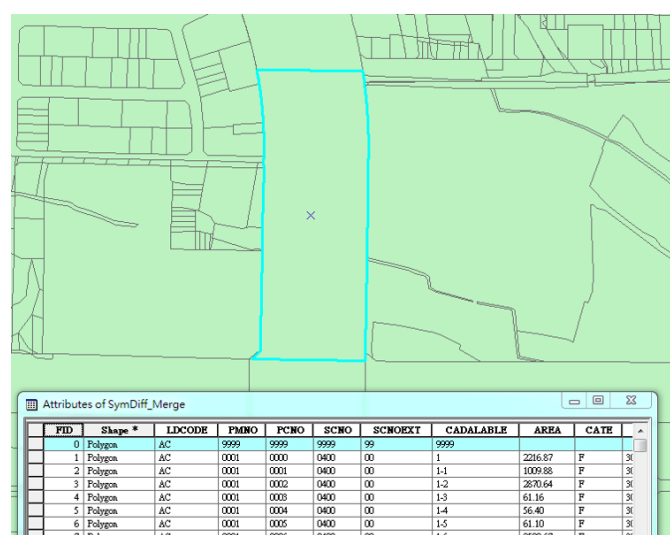 Attributes of SymDiff_Merge
FID Shape * LDCODE PMNO PCNO SCNO SCNOEXT CADALABLE AREA CATE
0 Polygon AC 9999 9999 9999 99 9999
1 Polygon AC 0001 0000 0400 00 1 2216.87 F
2 Polygon AC 0001 0001 0400 00 1-1 1009.88 F
3 Polygon AC 0001 0002 0400 00 1-2 2870.64 F
4 Polygon AC 0001 0003 0400 00 1-3 61.16 F
5 Polygon AC 0001 0004 0400 00 1-4 56.40 F
6 Polygon AC 0001 0005 0400 00 1-5 61.10 F